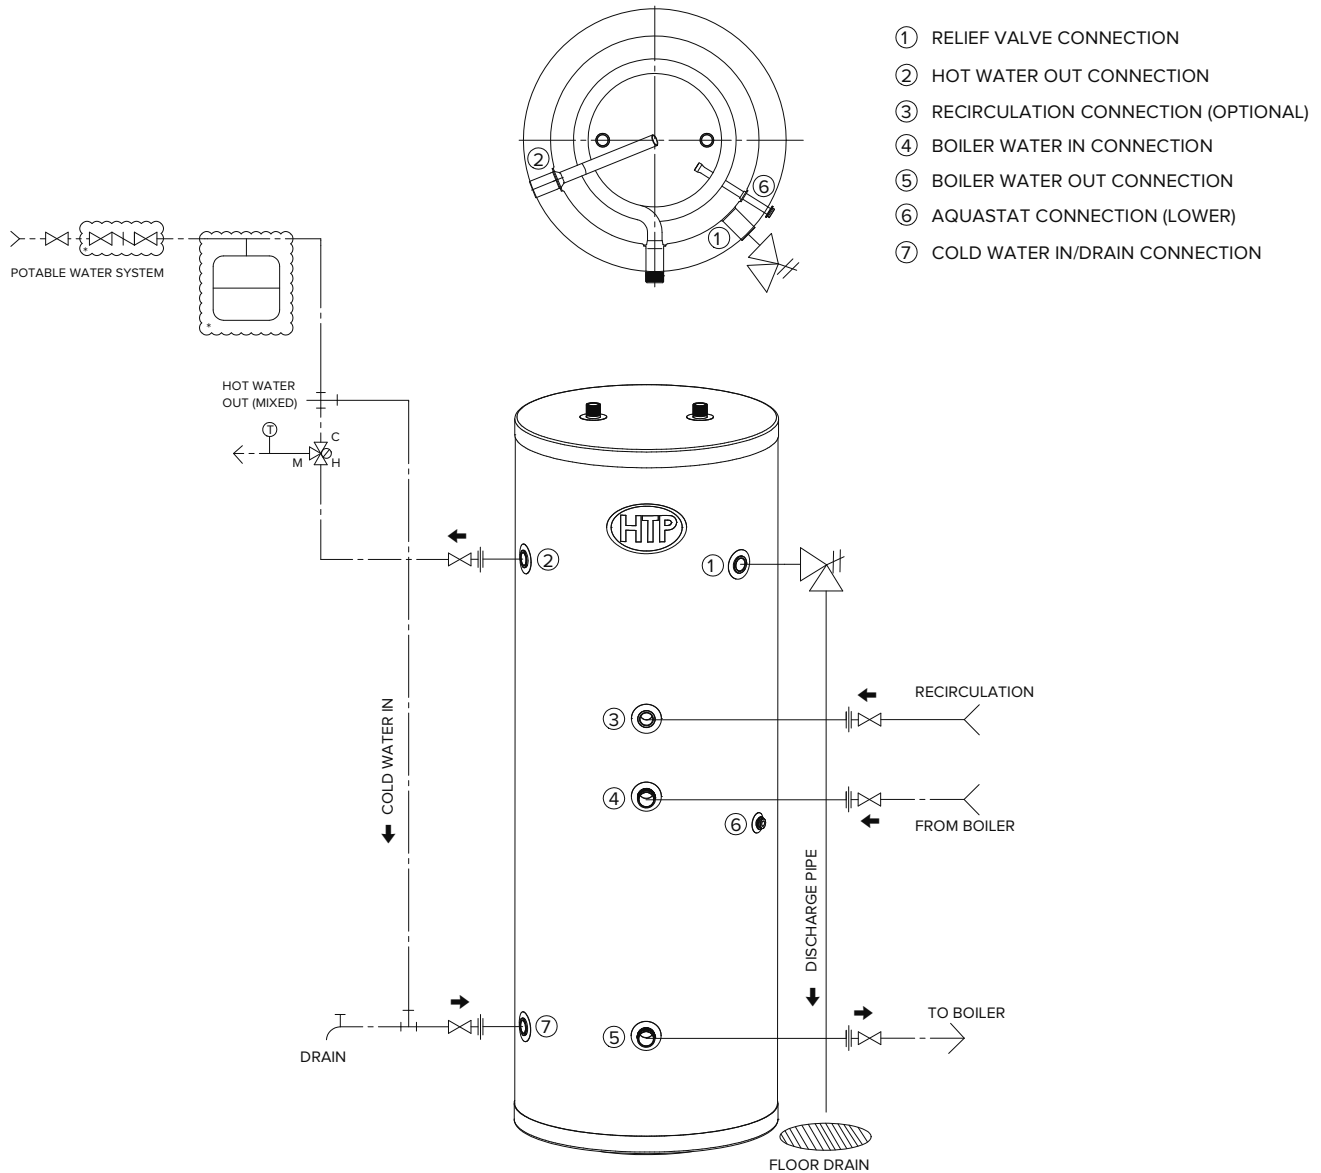 ① RELIEF VALVE CONNECTION
② HOT WATER OUT CONNECTION
③ RECIRCULATION CONNECTION (OPTIONAL)
④ BOILER WATER IN CONNECTION
⑤ BOILER WATER OUT CONNECTION
⑥ AQUASTAT CONNECTION (LOWER)
⑦ COLD WATER IN/DRAIN CONNECTION
②
⑥
①
*
POTABLE WATER SYSTEM
*
HOT WATER
OUT (MIXED)
T
C
M
H
HTP
②
①
COLD WATER IN
③
RECIRCULATION
④
FROM BOILER
⑥
DISCHARGE PIPE
⑦
DRAIN
⑤
TO BOILER
FLOOR DRAIN